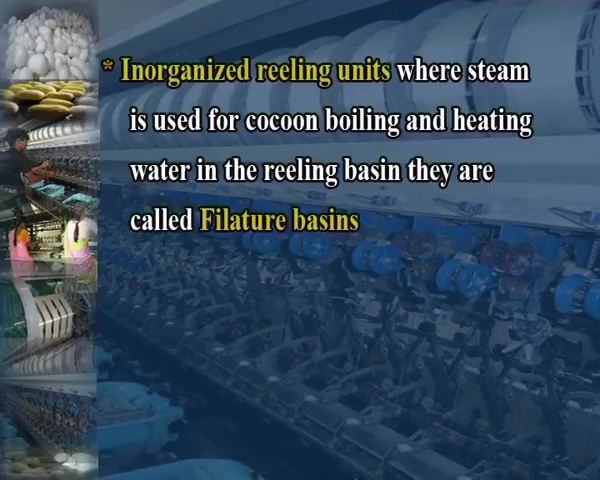 * Inorganized reeling units where steam
is used for cocoon boiling and heating
water in the reeling basin they are
called Filature basins